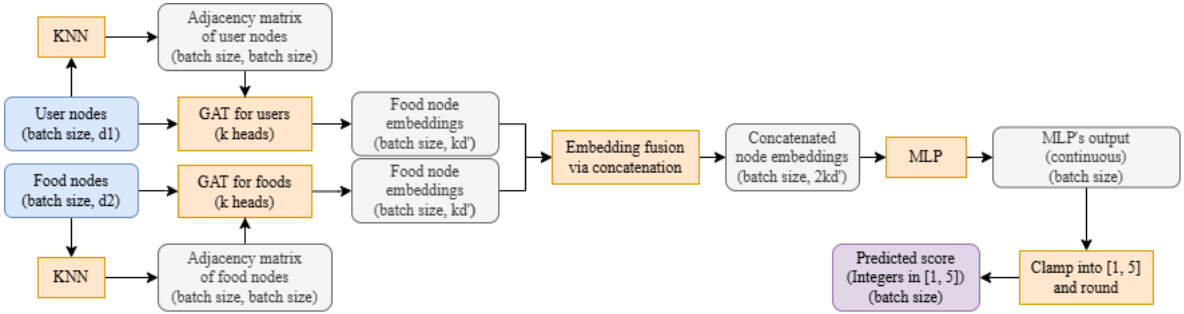 KNN
Adjacency matrix
of user nodes
(batch size, batch size)
User nodes
(batch size, d1)
GAT for users
(k heads)
Food node
embeddings
(batch size, kd')
Food nodes
(batch size, d2)
GAT for foods
(k heads)
Food node
embeddings
(batch size, kd')
KNN
Adjacency matrix
of food nodes
(batch size, batch size)
Embedding fusion
via concatenation
Concatenated
node embeddings
(batch size, 2kd')
MLP
MLP's output
(continuous)
(batch size)
Clamp into [1, 5]
and round
Predicted score
(Integers in [1, 5])
(batch size)